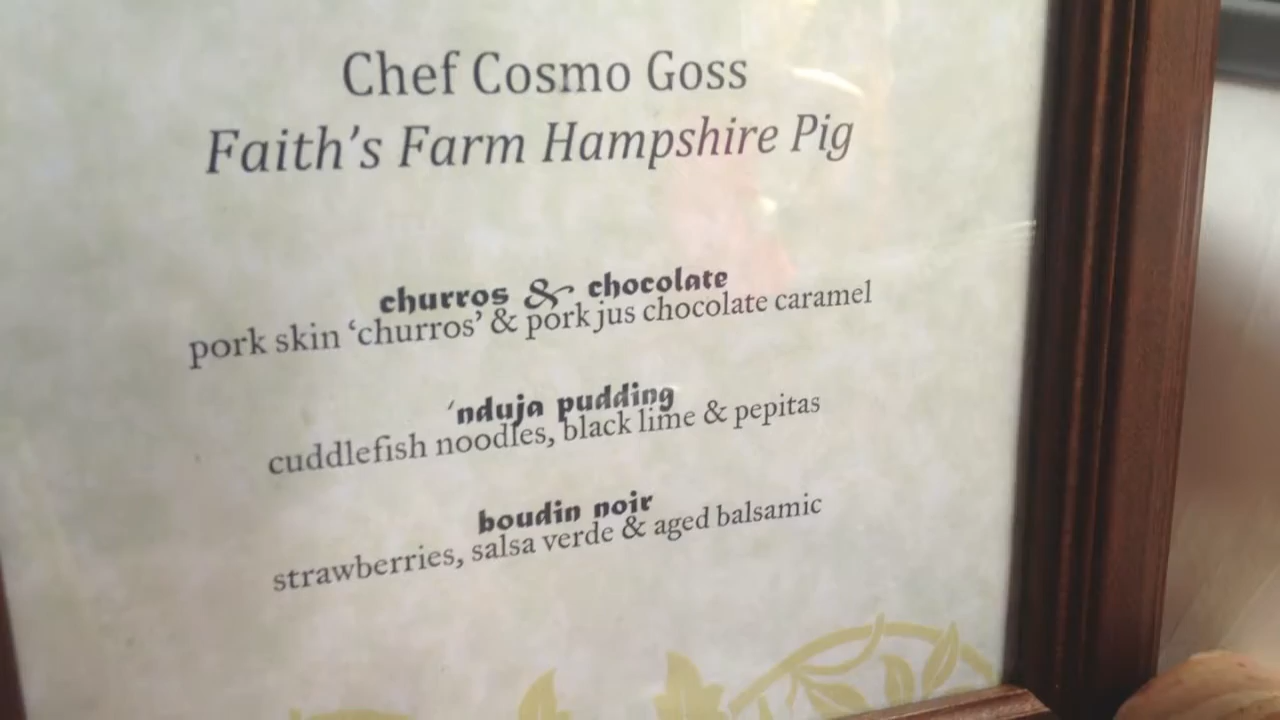 Chef Cosmo Goss
Faith's Farm Hampshire Pig
churros & chocolate
pork skin ‘churros’ & pork jus chocolate caramel
‘nduja pudding
cuddlefish noodles, black lime & pepitas
boudin noir
strawberries, salsa verde & aged balsamic